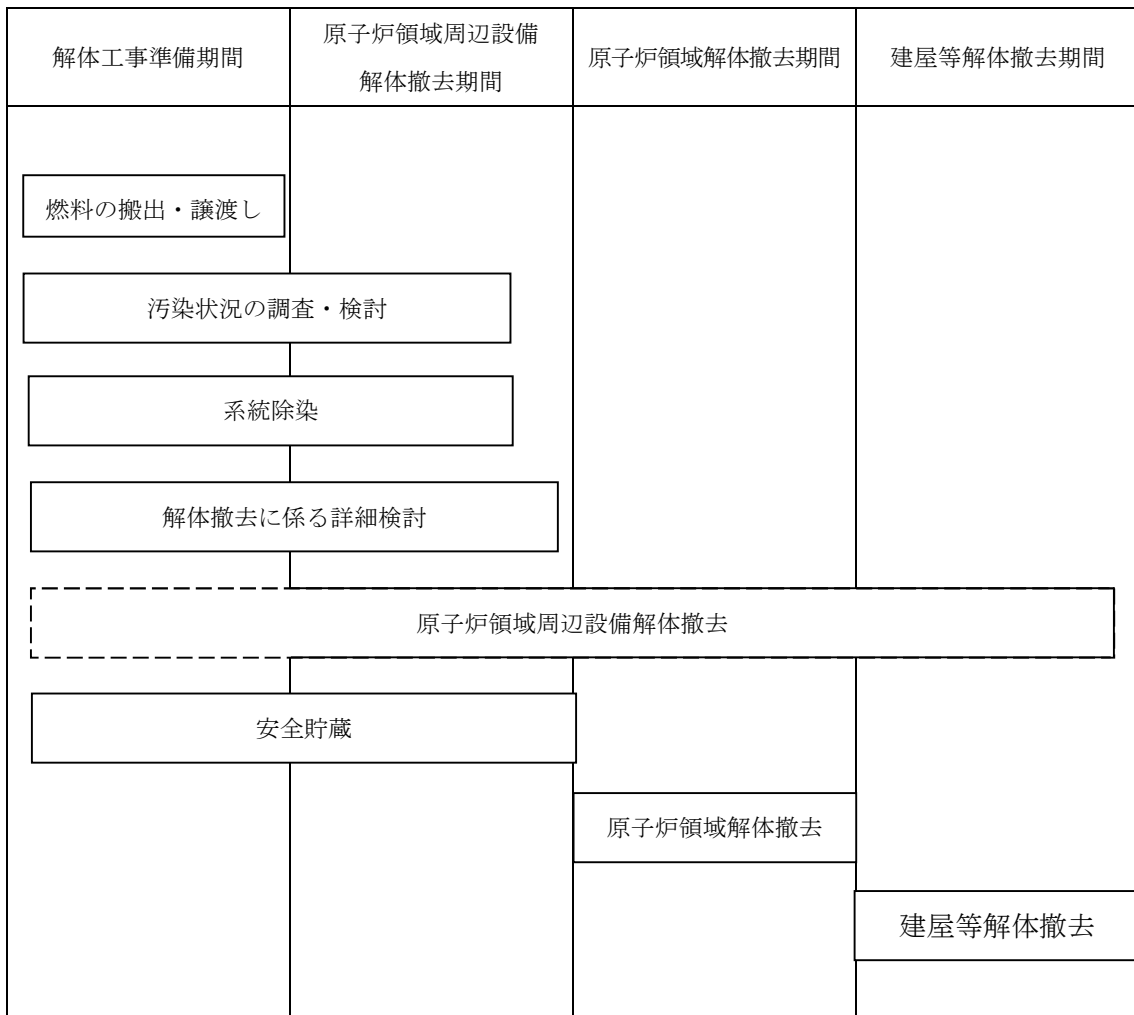 解体工事準備期間
原子炉領域周辺設備
解体撤去期間
原子炉領域解体撤去期間
建屋等解体撤去期間
燃料の搬出・譲渡し
汚染状況の調査・検討
系統除染
解体撤去に係る詳細検討
原子炉領域周辺設備解体撤去
安全貯蔵
原子炉領域解体撤去
建屋等解体撤去